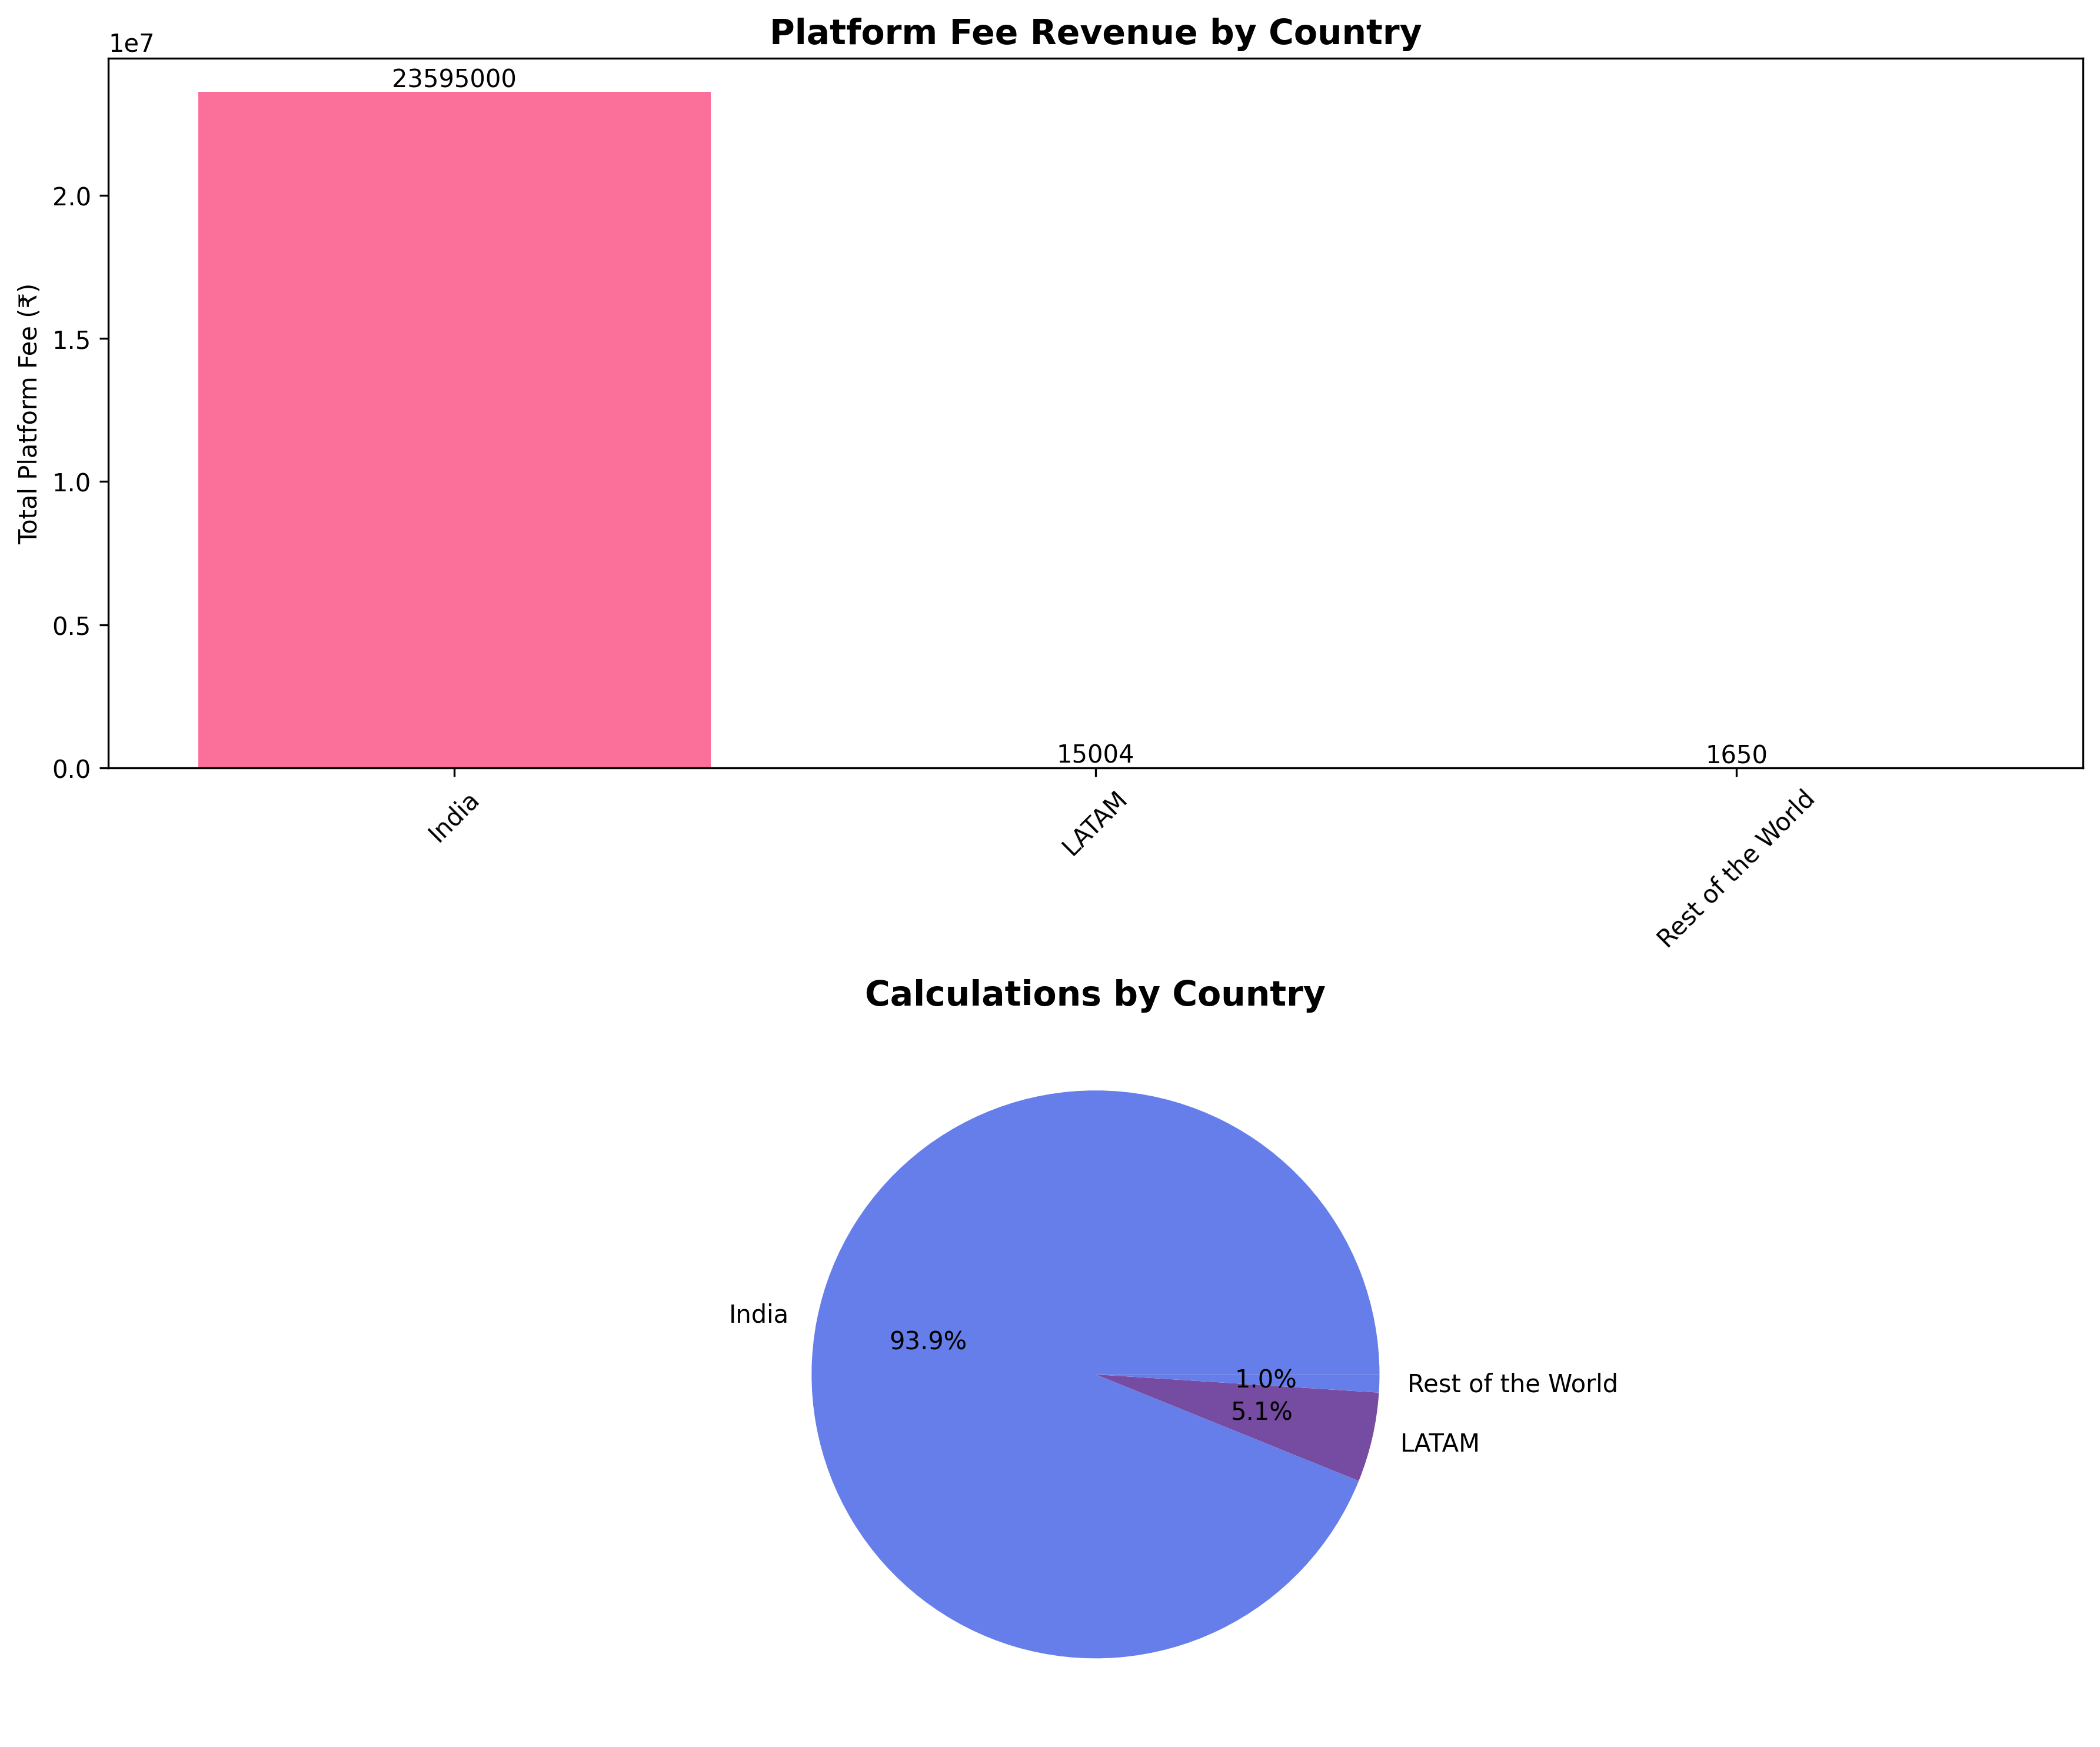 Platform Fee Revenue by Country
1e7
23595000
2.0
1.5
1.0
0.5
0.0
Total Platform Fee (₹)
15004
1650
India
LATAM
Rest of the World
Calculations by Country
India
93.9%
1.0%
Rest of the World
5.1%
LATAM